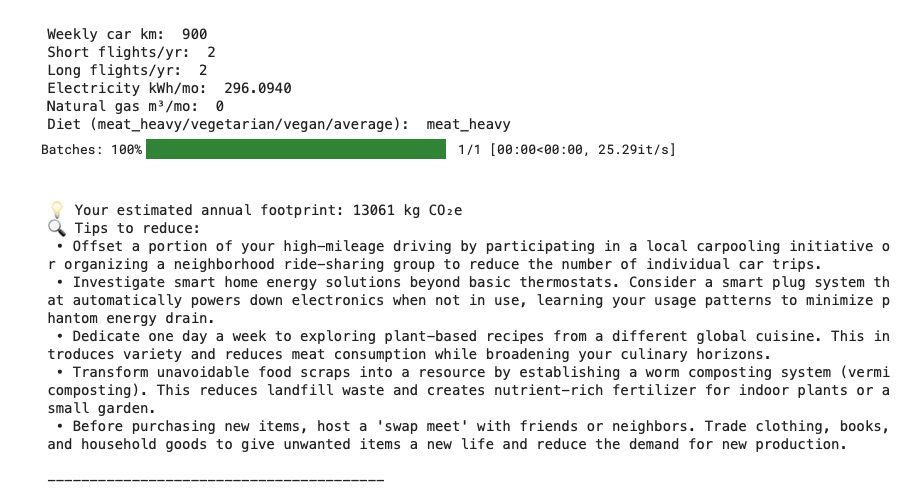 Weekly car km:  900
Short flights/yr:  2
Long flights/yr:  2
Electricity kWh/mo:  296.0940
Natural gas m³/mo:  0
Diet (meat_heavy/vegetarian/vegan/average):  meat_heavy
Batches: 100% 1/1 [00:00<00:00, 25.29it/s]
💡 Your estimated annual footprint: 13061 kg CO₂e
🔍 Tips to reduce:
• Offset a portion of your high-mileage driving by participating in a local carpooling initiative o
r organizing a neighborhood ride-sharing group to reduce the number of individual car trips.
• Investigate smart home energy solutions beyond basic thermostats. Consider a smart plug system th
at automatically powers down electronics when not in use, learning your usage patterns to minimize p
hantom energy drain.
• Dedicate one day a week to exploring plant-based recipes from a different global cuisine. This in
troduces variety and reduces meat consumption while broadening your culinary horizons.
• Transform unavoidable food scraps into a resource by establishing a worm composting system (vermi
composting). This reduces landfill waste and creates nutrient-rich fertilizer for indoor plants or a
small garden.
• Before purchasing new items, host a 'swap meet' with friends or neighbors. Trade clothing, books,
and household goods to give unwanted items a new life and reduce the demand for new production.
________________________________________